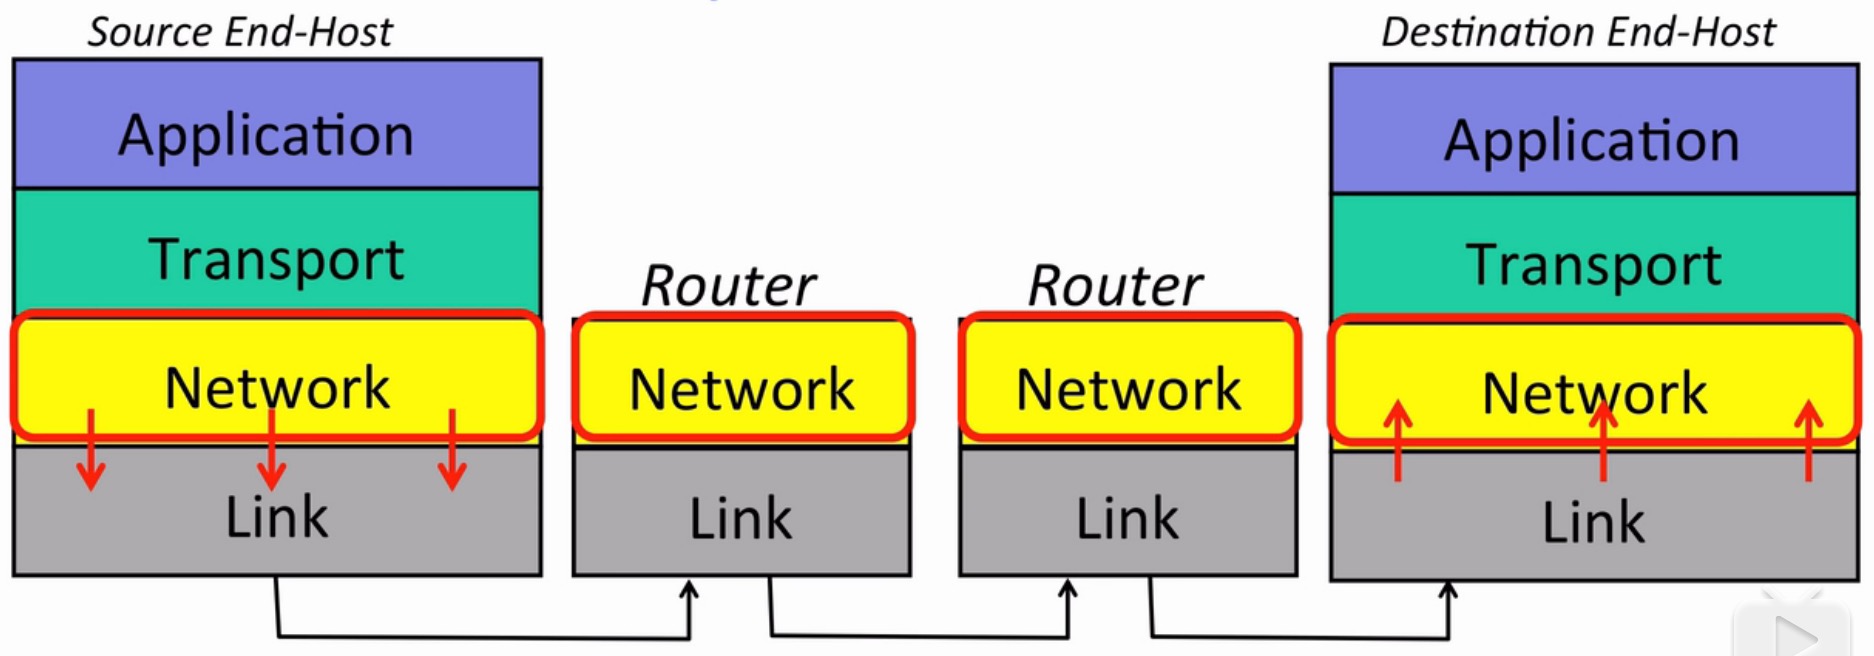 Source End-Host
Application
Transport
Network
Link
Router
Network
Link
Router
Network
Link
Destination End-Host
Application
Transport
Network
Link